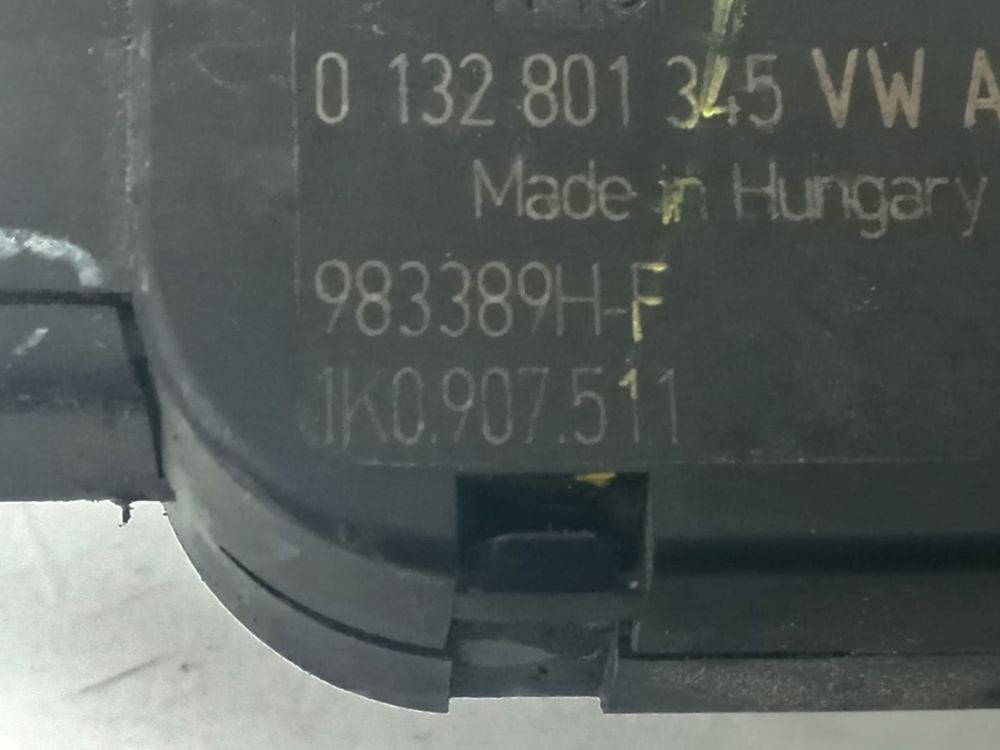 0 132 801 345 VW A
Made in Hungary
983389H-F
1K0.907.511